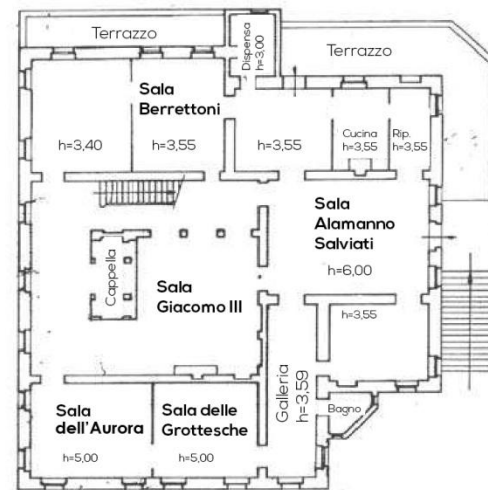 Terrazzo
Dispensa
h=3,00
Terrazzo
Sala
Berrettoni
h=3,40
h=3,55
h=3,55
Cucina
h=3,55
Rip.
h=3,55
Sala
Alamanno
Salviati
h=6,00
Cappella
Sala
Giacomo III
h=3,55
Galleria
h=3,59
Sala
dell'Aurora
h=5,00
Sala delle
Grottesche
h=5,00
Bagno